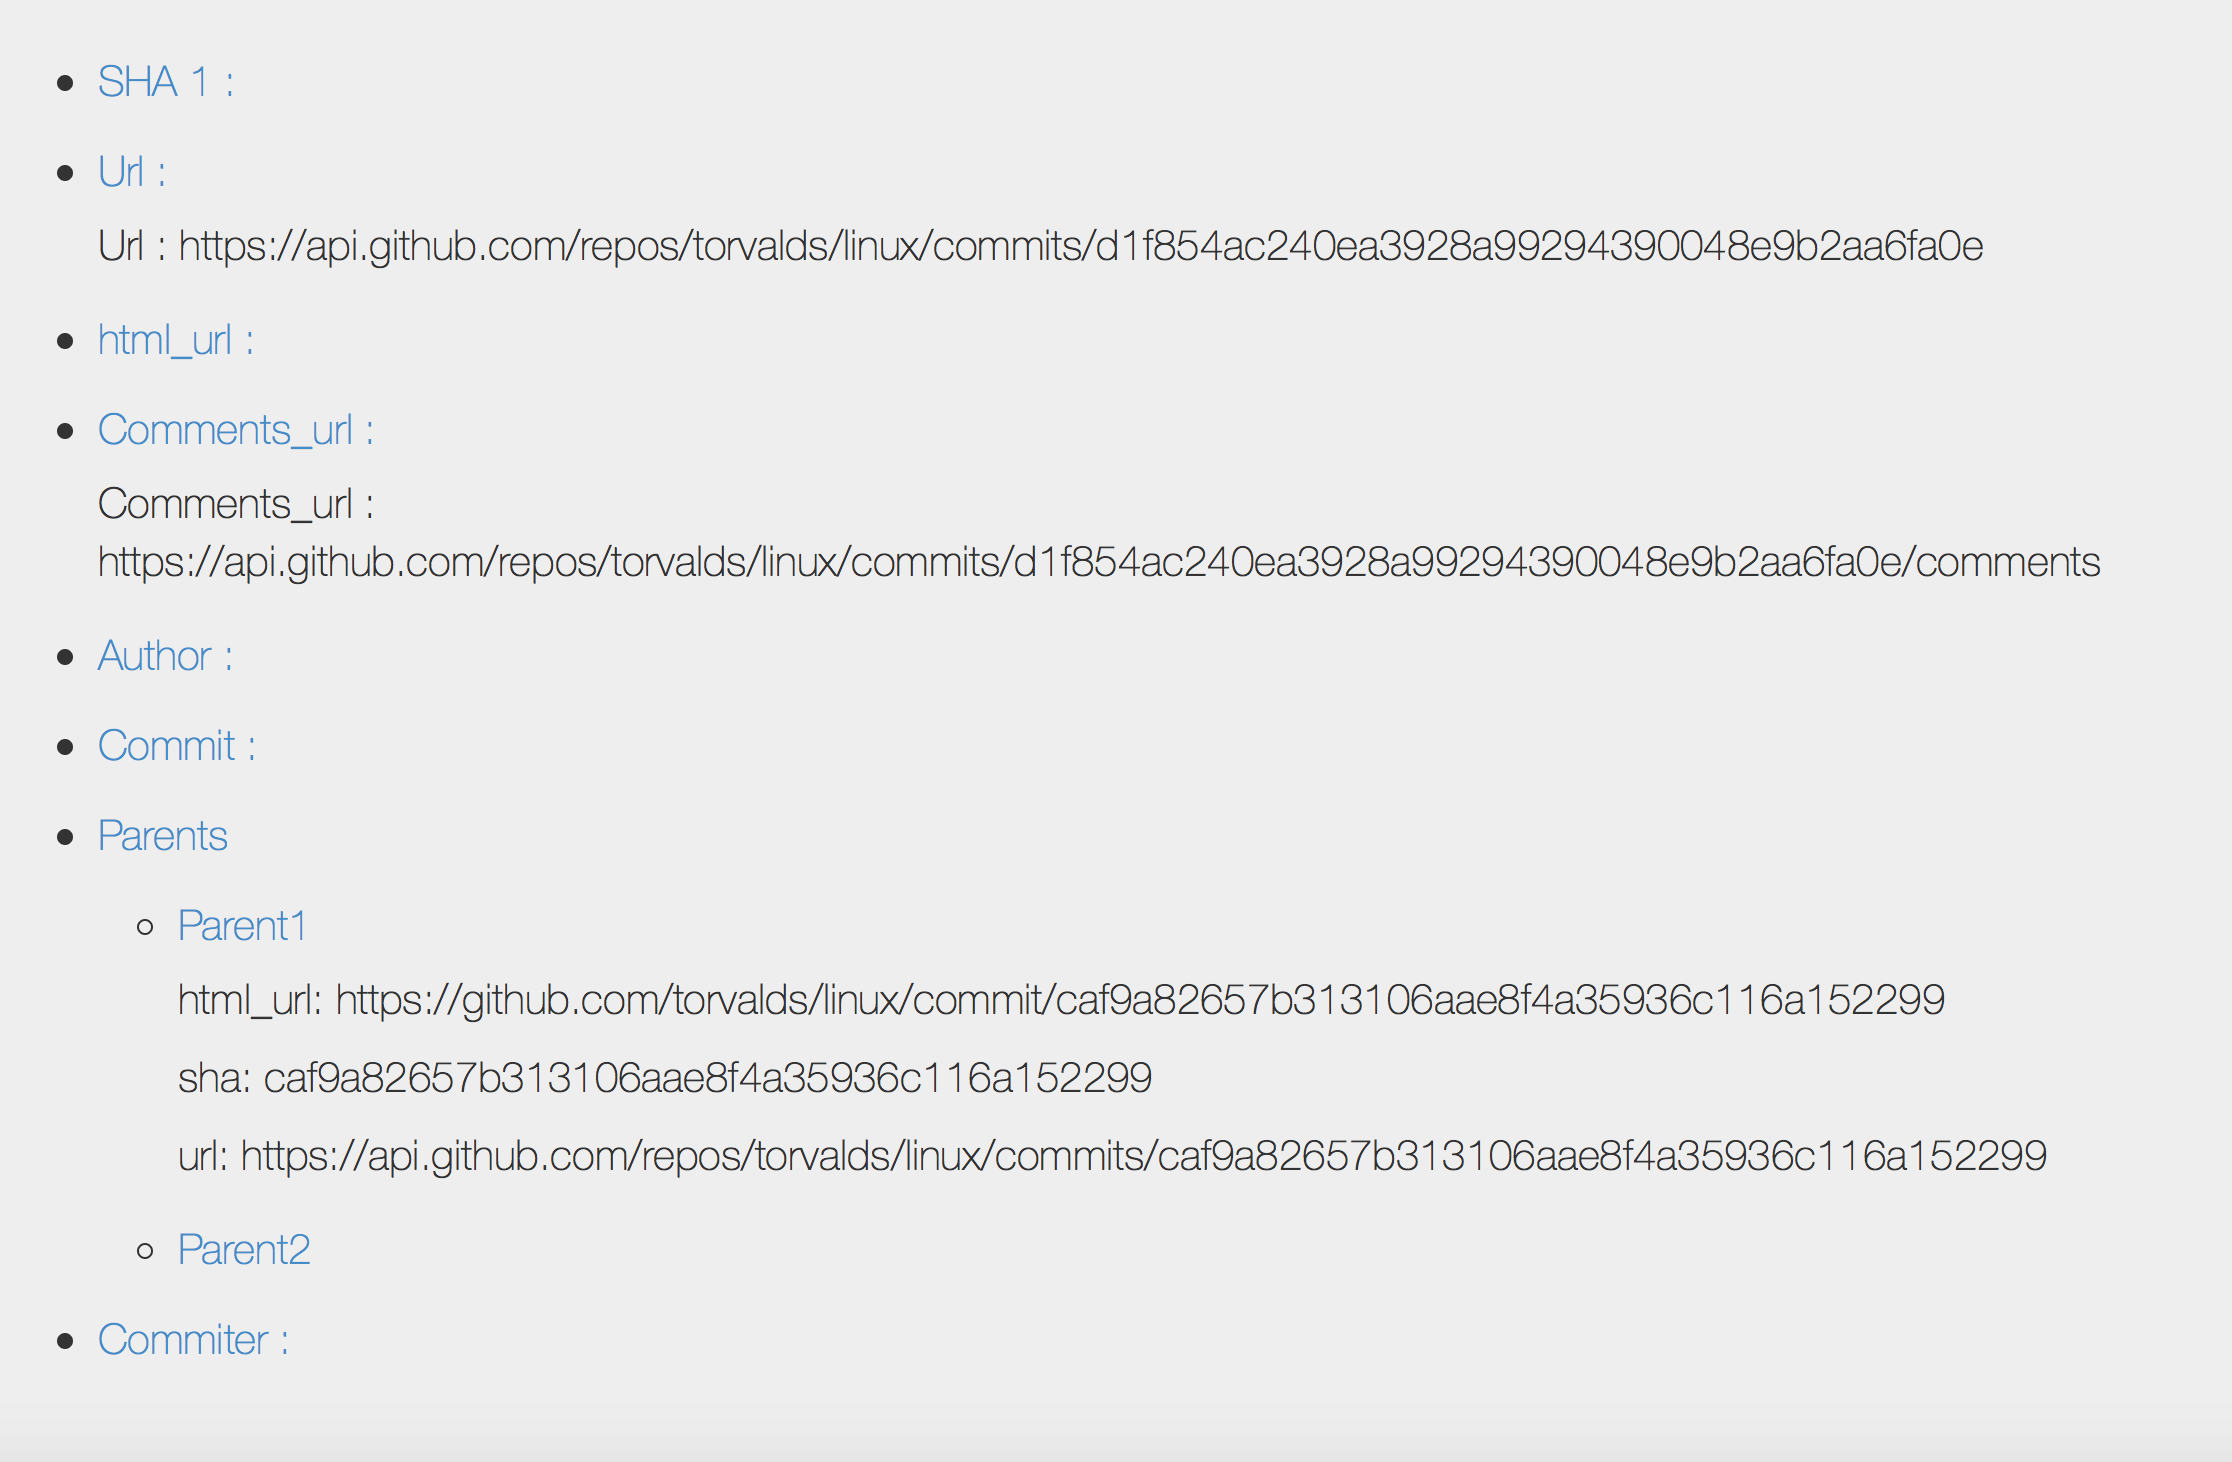 SHA 1 :
Url :
Url : https://api.github.com/repos/torvalds/linux/commits/d1f854ac240ea3928a99294390048e9b2aa6fa0e
html_url :
Comments_url :
Comments_url :
https://api.github.com/repos/torvalds/linux/commits/d1f854ac240ea3928a99294390048e9b2aa6fa0e/comments
Author :
Commit :
Parents
Parent1
html_url: https://github.com/torvalds/linux/commit/caf9a82657b313106aae8f4a35936c116a152299
sha: caf9a82657b313106aae8f4a35936c116a152299
url: https://api.github.com/repos/torvalds/linux/commits/caf9a82657b313106aae8f4a35936c116a152299
Parent2
Commiter :